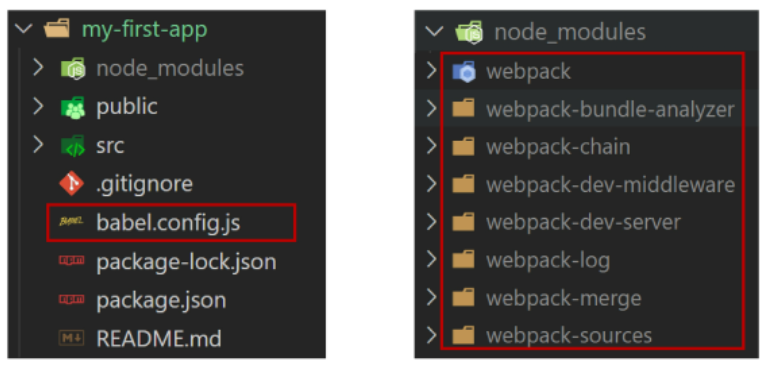 my-first-app
node_modules
public
src
.gitignore
babel.config.js
package-lock.json
package.json
README.md
node_modules
webpack
webpack-bundle-analyzer
webpack-chain
webpack-dev-middleware
webpack-dev-server
webpack-log
webpack-merge
webpack-sources